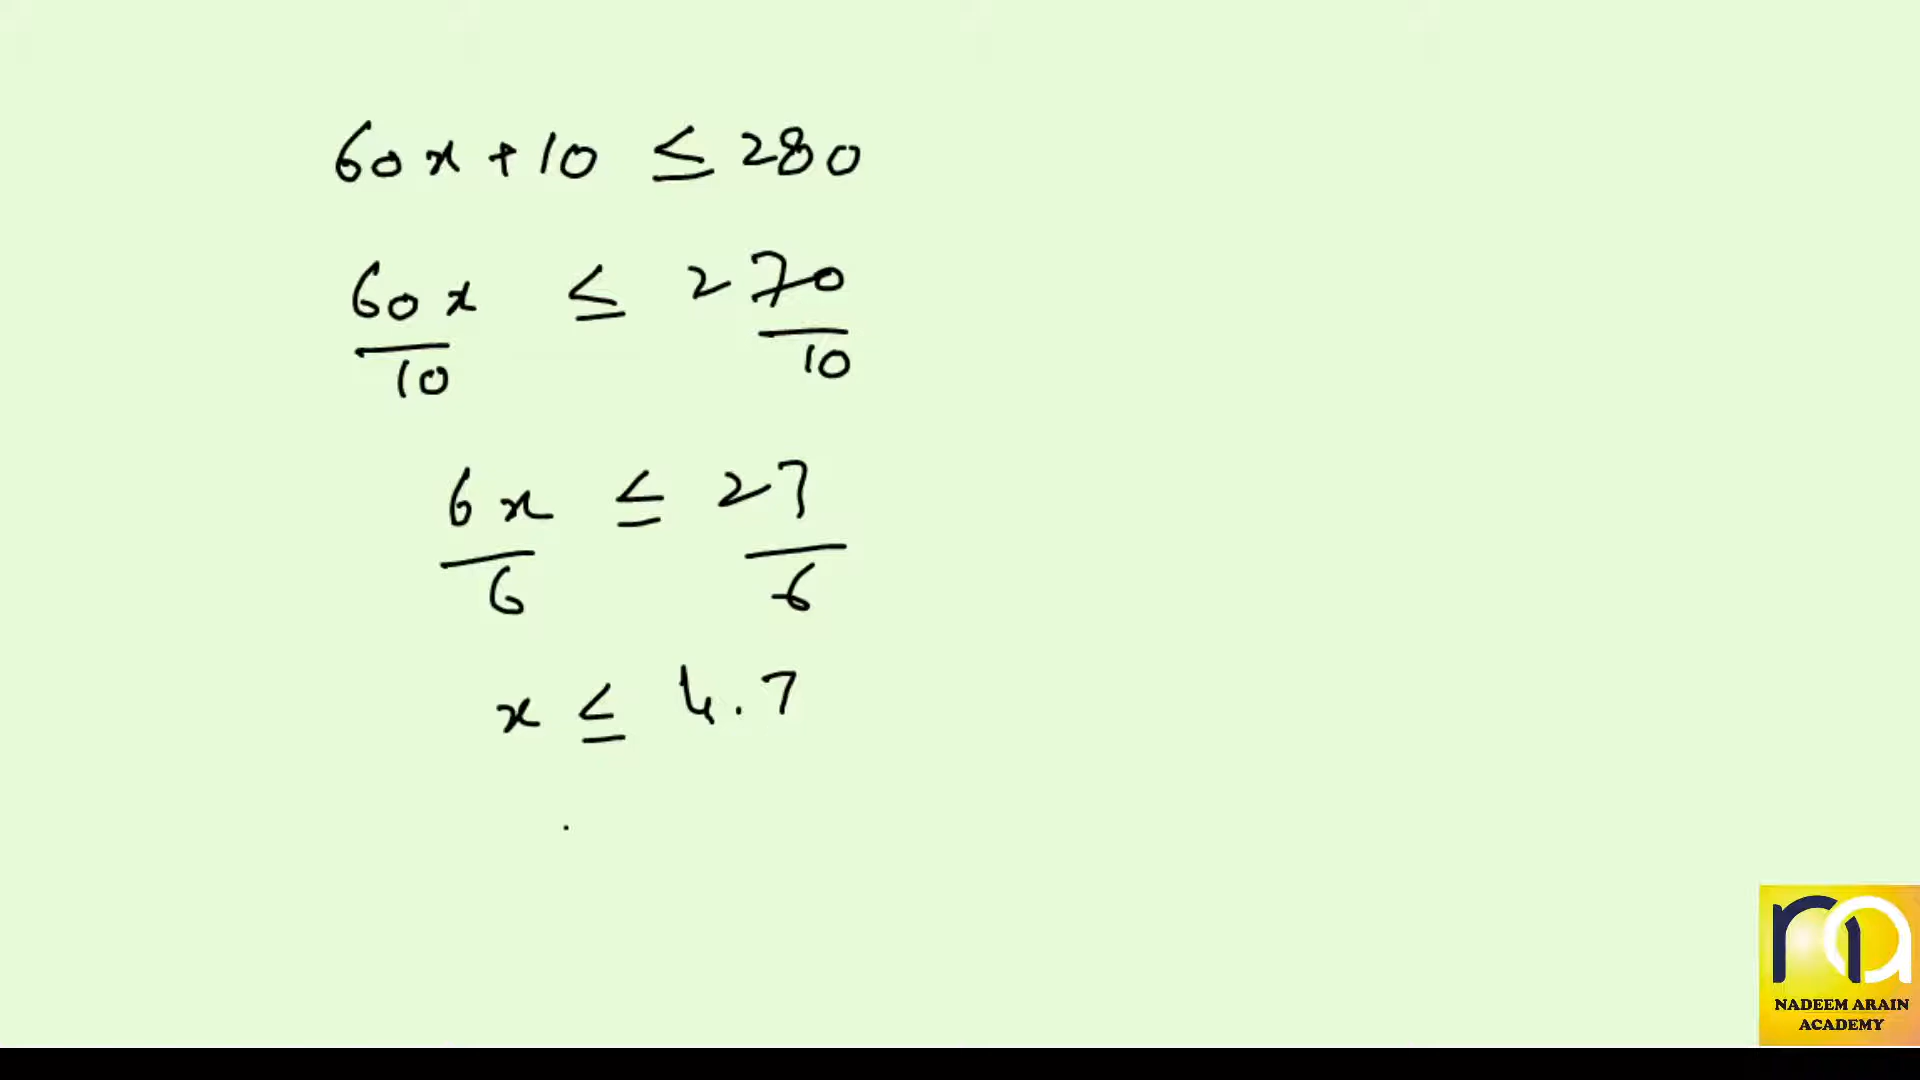 60x + 10 ≤ 280
60x/10 ≤ 270/10
6x/6 ≤ 27/6
x ≤ 4.7
NADEEM ARAIN
ACADEMY